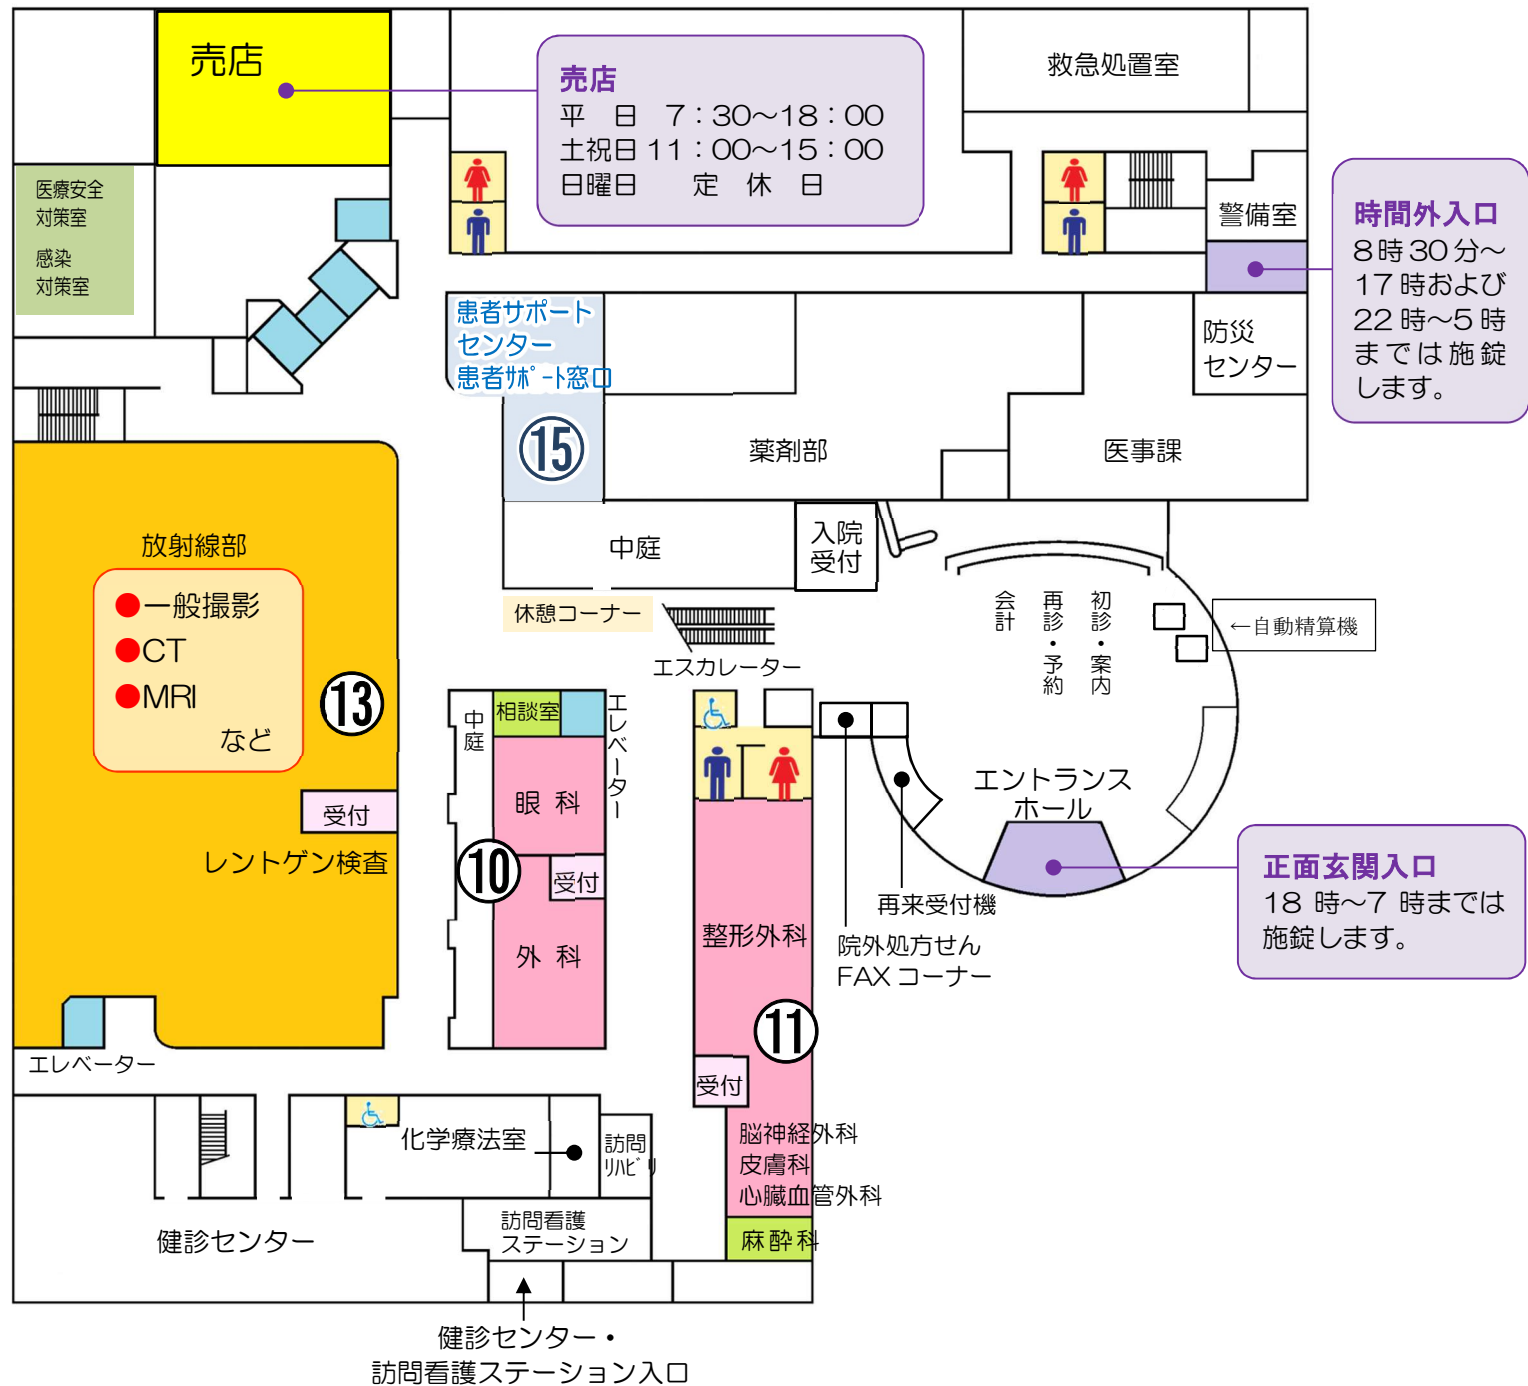 売店
売店
平　日　7：30～18：00
土祝日 11：00～15：00
日曜日　　定　休　日
救急処置室
医療安全
対策室
感染
対策室
警備室
時間外入口
8時30分～
17時および
22時～5時
までは施錠
します。
患者サポート
センター
患者ｻﾎﾟｰﾄ窓口
⑮
防災
センター
薬剤部
医事課
放射線部
●一般撮影
●CT
●MRI
など
⑬
受付
レントゲン検査
中庭
入院
受付
休憩コーナー
エスカレーター
会計
再診・予約
初診・案内
←自動精算機
中庭
相談室
エレベーター
眼科
⑩
受付
外科
エントランス
ホール
正面玄関入口
18 時～7 時までは
施錠します。
再来受付機
院外処方せん
FAXコーナー
整形外科
⑪
受付
脳神経外科
皮膚科
心臓血管外科
麻酔科
エレベーター
化学療法室
訪問
ﾘﾊﾋﾞﾘ
訪問看護
ステーション
健診センター
健診センター・
訪問看護ステーション入口